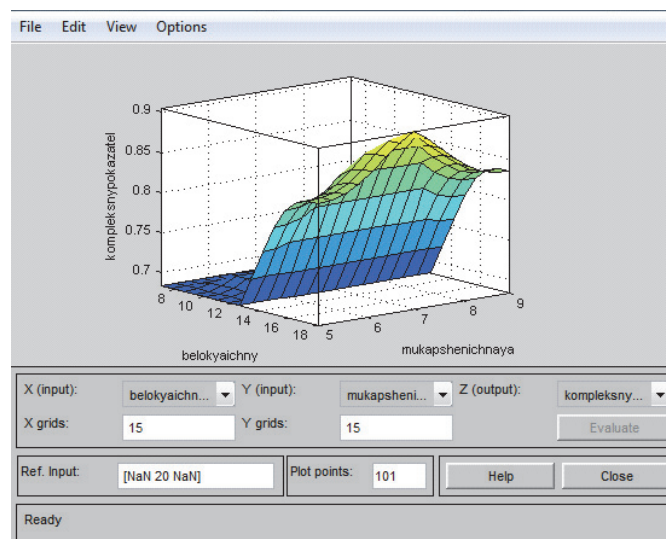 File Edit View Options
0.9
0.85
0.8
0.75
0.7
kompleksnypokazatel
8 10 12 14 16 18
belokyaichny
5 6 7 8 9
mukapshenichnaya
X (input): belokyaichn... Y (input): mukapsheni... Z (output): kompleksny...
X grids: 15 Y grids: 15 Evaluate
Ref. Input: [NaN 20 NaN] Plot points: 101 Help Close
Ready